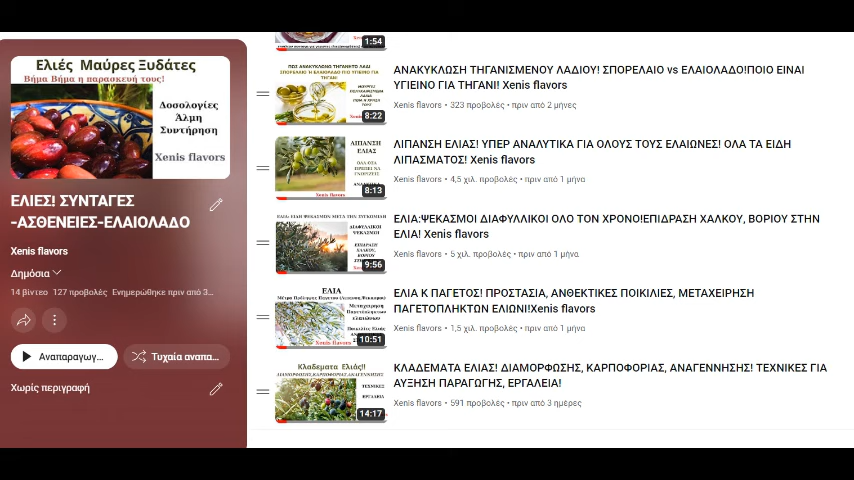 Ελιές Μαύρες Ξυδάτες
Βήμα Βήμα η παρασκευή τους!
Δοσολογίες
Άλμη
Συντήρηση
Xenis flavors
ΕΛΙΕΣ! ΣΥΝΤΑΓΕΣ
-ΑΣΘΕΝΕΙΕΣ-ΕΛΑΙΟΛΑΔΟ
Xenis flavors
Δημόσια
14 βίντεο 127 προβολές Ενημερώθηκε πριν από 3...
Αναπαραγωγ...
Τυχαία αναπα...
Χωρίς περιγραφή
1:54
8:22
ΑΝΑΚΥΚΛΩΣΗ ΤΗΓΑΝΙΣΜΕΝΟΥ ΛΑΔΙΟΥ! ΣΠΟΡΕΛΑΙΟ vs ΕΛΑΙΟΛΑΔΟ!ΠΟΙΟ ΕΙΝΑΙ
ΥΓΙΕΙΝΟ ΓΙΑ ΤΗΓΑΝΙ! Xenis flavors
Xenis flavors • 323 προβολές • πριν από 2 μήνες
ΛΙΠΑΝΣΗ
ΕΛΙΑΣ
8:13
ΛΙΠΑΝΣΗ ΕΛΙΑΣ! ΥΠΕΡ ΑΝΑΛΥΤΙΚΑ ΓΙΑ ΟΛΟΥΣ ΤΟΥΣ ΕΛΑΙΩΝΕΣ! ΟΛΑ ΤΑ ΕΙΔΗ
ΛΙΠΑΣΜΑΤΟΣ! Xenis flavors
Xenis flavors • 4,5 χιλ. προβολές • πριν από 1 μήνα
9:56
ΕΛΙΑ:ΨΕΚΑΣΜΟΙ ΔΙΑΦΥΛΛΙΚΟΙ ΟΛΟ ΤΟΝ ΧΡΟΝΟ!ΕΠΙΔΡΑΣΗ ΧΑΛΚΟΥ, ΒΟΡΙΟΥ ΣΤΗΝ
ΕΛΙΑ! Xenis flavors
Xenis flavors • 5 χιλ. προβολές • πριν από 1 μήνα
ΕΛΙΑ
10:51
ΕΛΙΑ Κ ΠΑΓΕΤΟΣ! ΠΡΟΣΤΑΣΙΑ, ΑΝΘΕΚΤΙΚΕΣ ΠΟΙΚΙΛΙΕΣ, ΜΕΤΑΧΕΙΡΗΣΗ
ΠΑΓΕΤΟΠΛΗΚΤΩΝ ΕΛΙΩΝ!Xenis flavors
Xenis flavors • 1,5 χιλ. προβολές • πριν από 1 μήνα
Κλαδεματα Ελιάς!!
ΤΕΧΝΙΚΕΣ
ΕΡΓΑΛΕΙΑ
14:17
ΚΛΑΔΕΜΑΤΑ ΕΛΙΑΣ! ΔΙΑΜΟΡΦΩΣΗΣ, ΚΑΡΠΟΦΟΡΙΑΣ, ΑΝΑΓΕΝΝΗΣΗΣ! ΤΕΧΝΙΚΕΣ ΓΙΑ
ΑΥΞΗΣΗ ΠΑΡΑΓΩΓΗΣ, ΕΡΓΑΛΕΙΑ!
Xenis flavors • 591 προβολές • πριν από 3 ημέρες